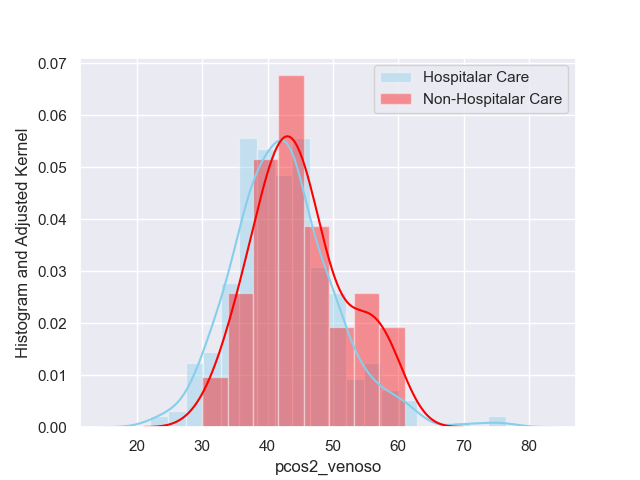 Histogram and Adjusted Kernel
0.07
0.06
0.05
0.04
0.03
0.02
0.01
0.00
Hospitalar Care
Non-Hospitalar Care
20 30 40 50 60 70 80
pcos2_venoso